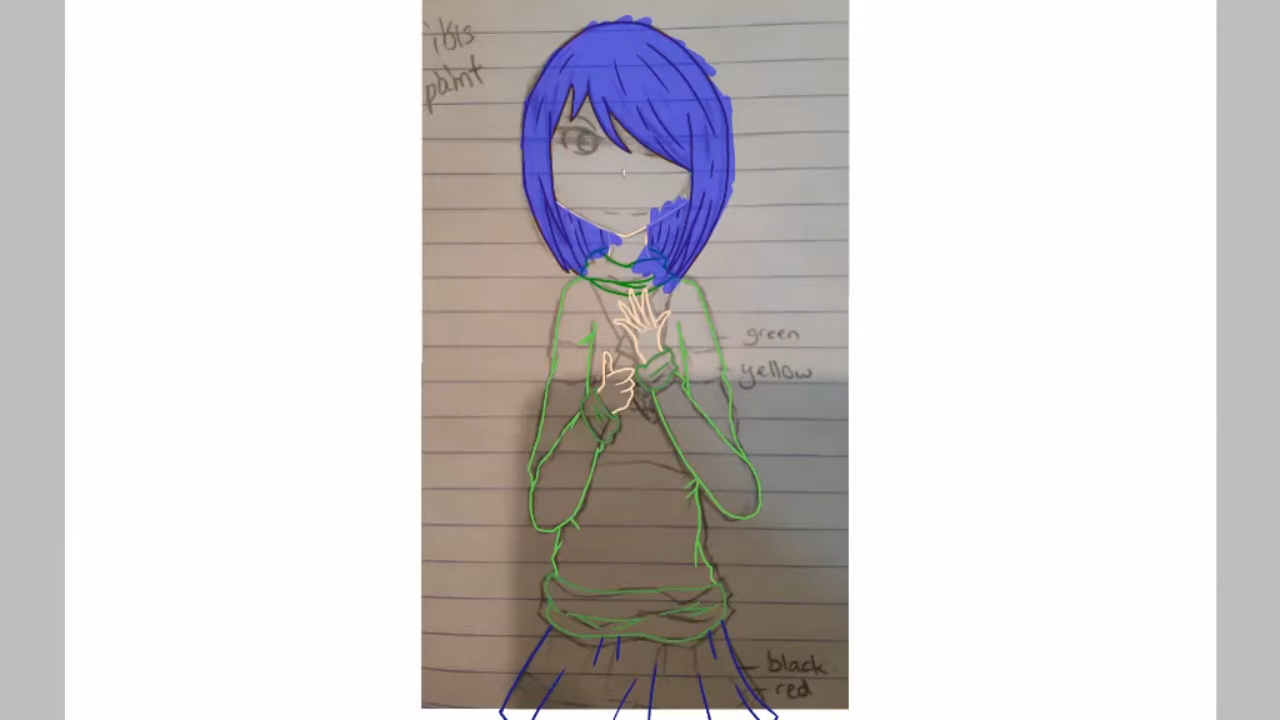 ibis
paint
green
yellow
black
red